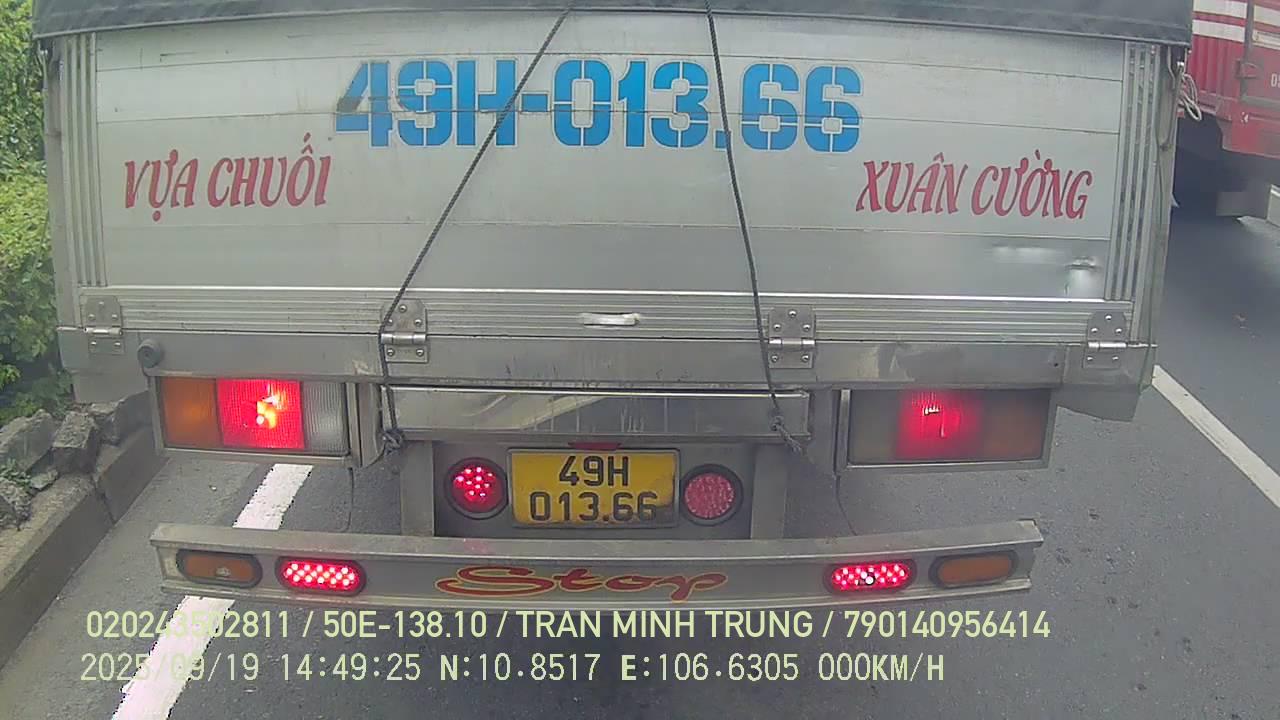 49H-013.66
VỰA CHUỐI
XUÂN CƯỜNG
49H
013.66
Stop
020243502811 / 50E-138.10 / TRAN MINH TRUNG / 790140956414
2025/09/19 14:49:25 N:10.8517 E:106.6305 000KM/H